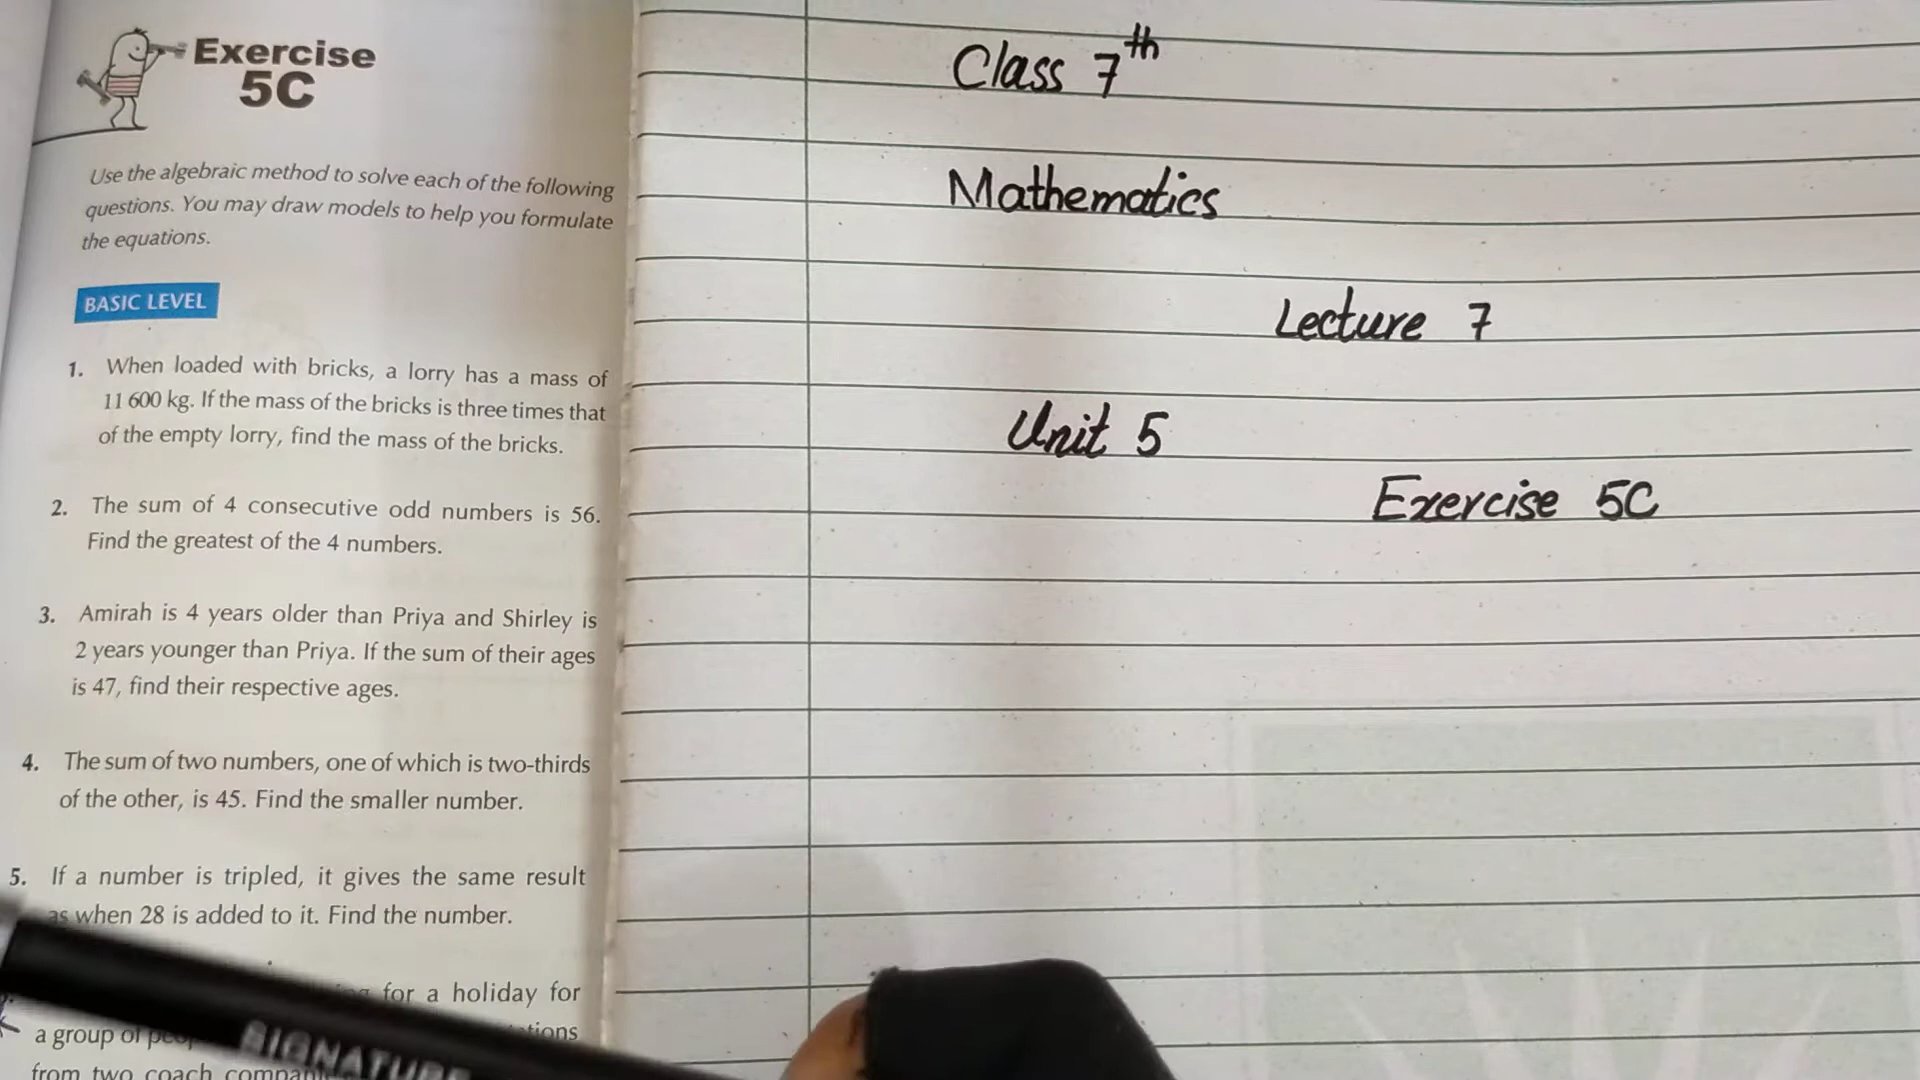 Exercise
5C
Use the algebraic method to solve each of the following
questions. You may draw models to help you formulate
the equations.
BASIC LEVEL
1. When loaded with bricks, a lorry has a mass of
11 600 kg. If the mass of the bricks is three times that
of the empty lorry, find the mass of the bricks.
2. The sum of 4 consecutive odd numbers is 56.
Find the greatest of the 4 numbers.
3. Amirah is 4 years older than Priya and Shirley is
2 years younger than Priya. If the sum of their ages
is 47, find their respective ages.
4. The sum of two numbers, one of which is two-thirds
of the other, is 45. Find the smaller number.
5. If a number is tripled, it gives the same result
as when 28 is added to it. Find the number.
for a holiday for
a group of
from two coach
SIGNATURE
Class 7th
Mathematics
Lecture 7
Unit 5
Exercise 5C